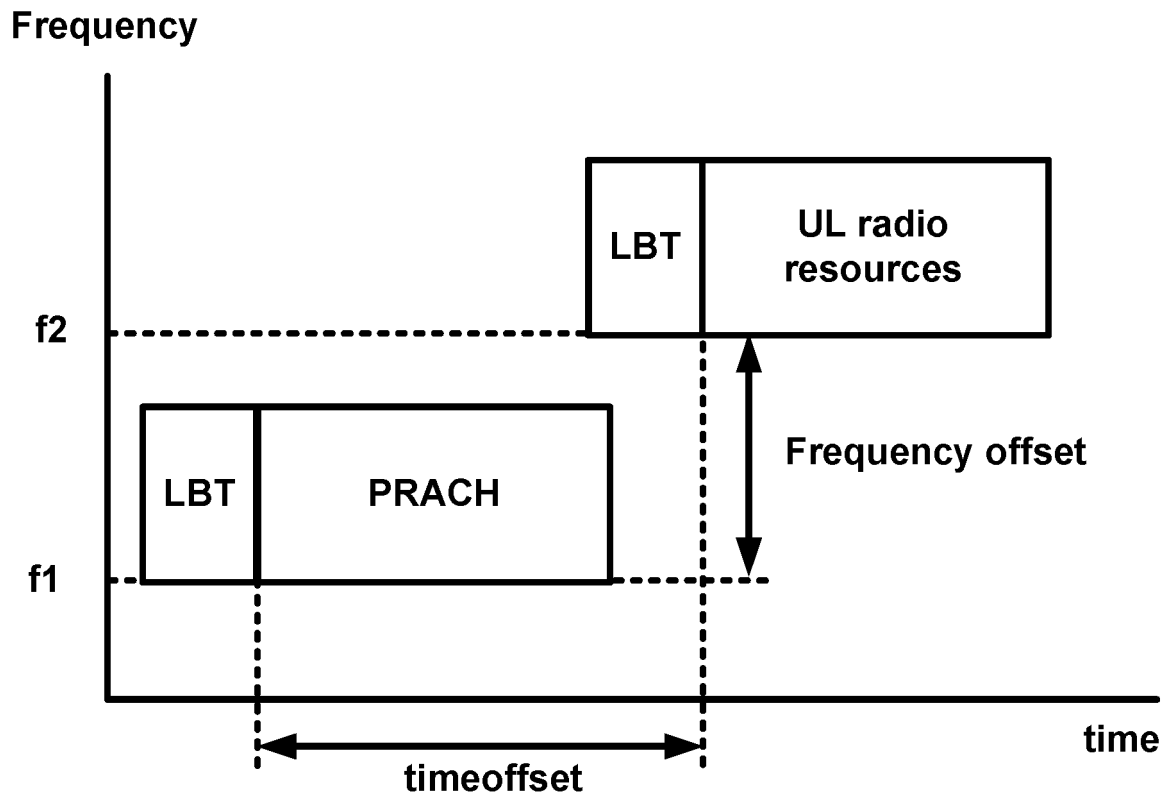 Frequency
LBT
UL radio
resources
f2
Frequency offset
LBT
PRACH
f1
time
timeoffset